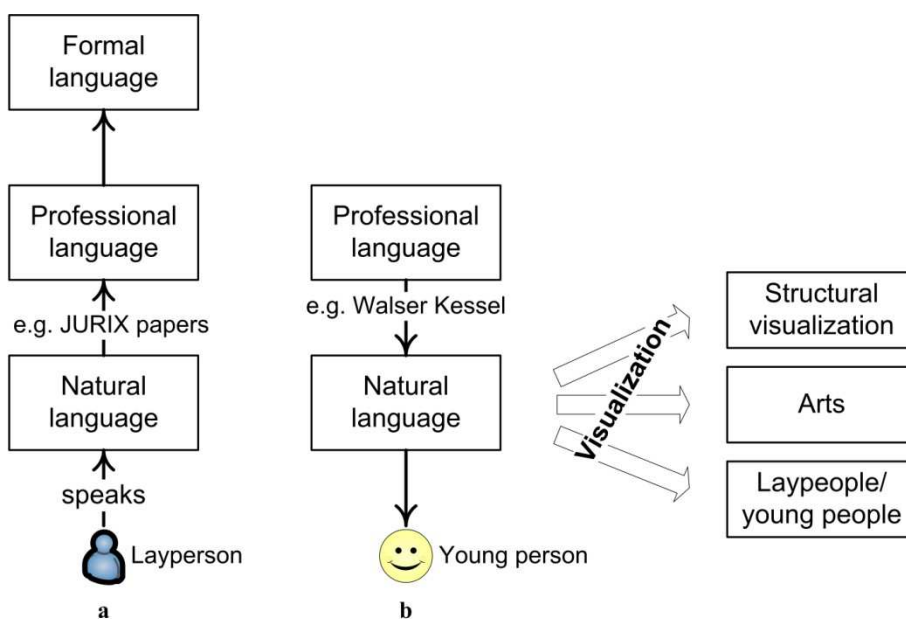 Formal
language
Professional
language
e.g. JURIX papers
Natural
language
speaks
Layperson
a
Professional
language
e.g. Walser Kessel
Natural
language
Young person
b
Visualization
Structural
visualization
Arts
Laypeople/
young people